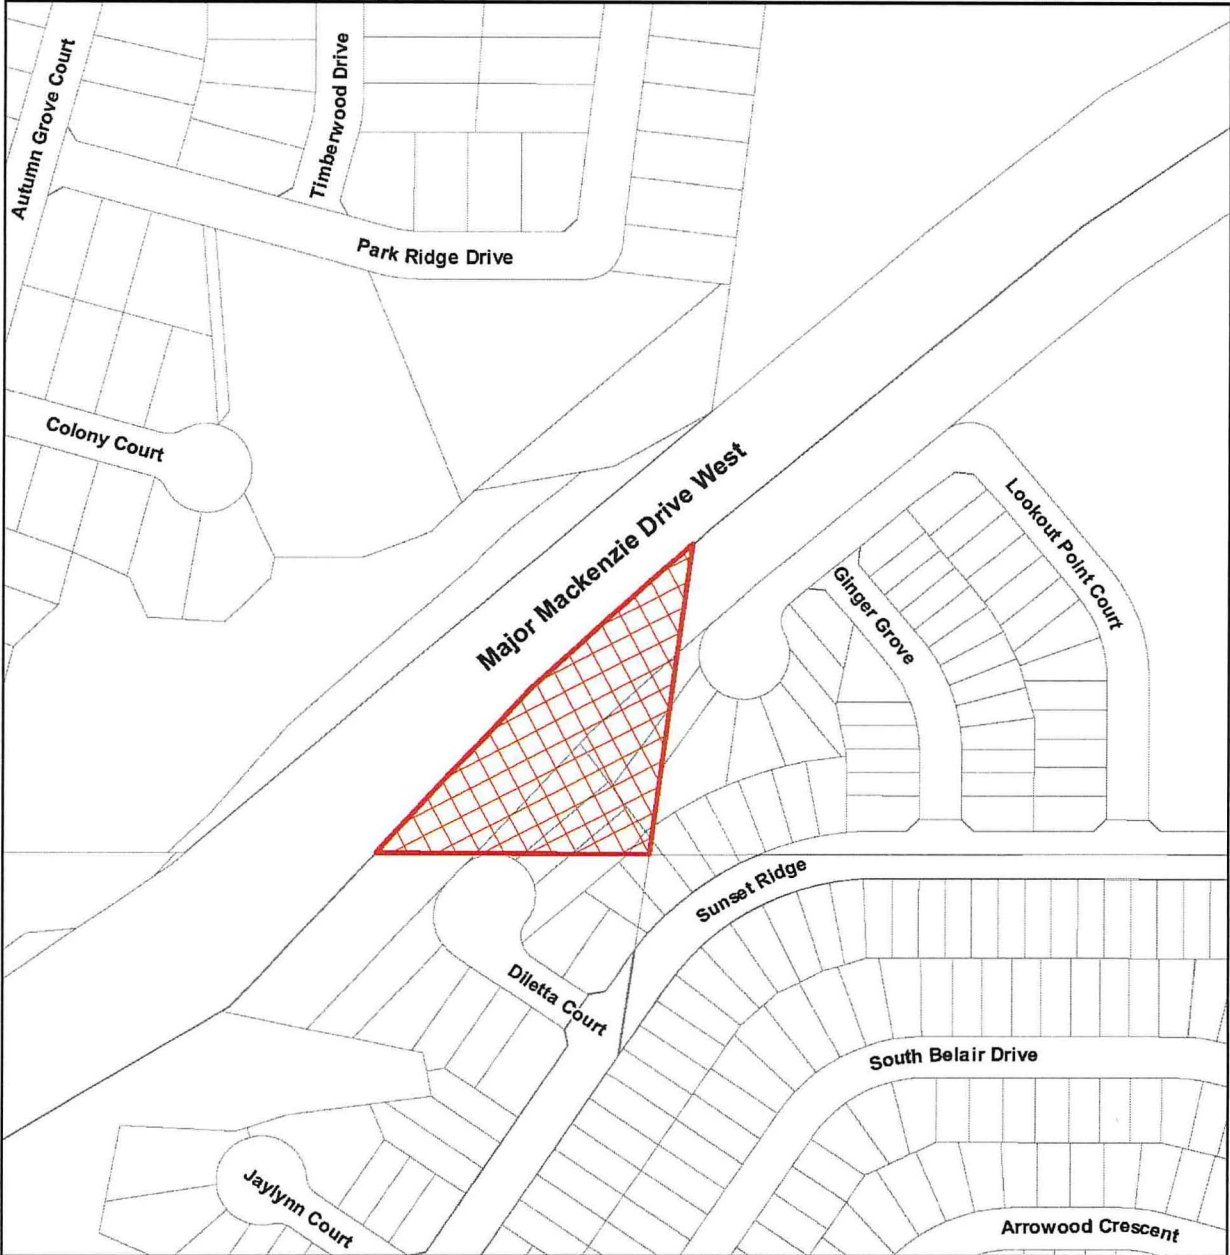 Autumn Grove Court
Timberwood Drive
Park Ridge Drive
Colony Court
Major Mackenzie Drive West
Lookout Point Court
Ginger Grove
Sunset Ridge
Diletta Court
South Belair Drive
Jaylynn Court
Arrowood Crescent